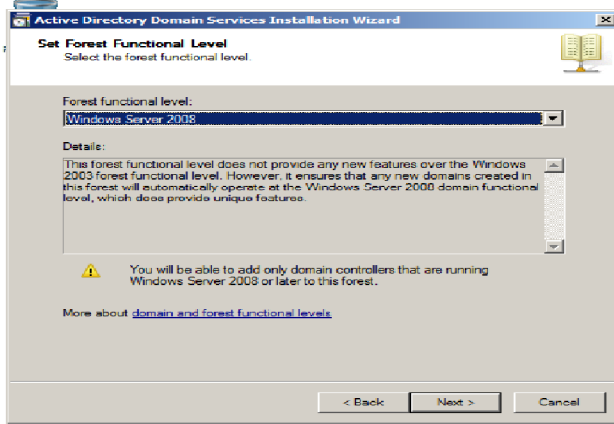 Active Directory Domain Services Installation Wizard
Set Forest Functional Level
Select the forest functional level.
Forest functional level:
Windows Server 2008
Details:
This forest functional level does not provide any new features over the Windows
2003 forest functional level. However, it ensures that any new domains created in
this forest will automatically operate at the Windows Server 2008 domain functional
level, which does provide unique features.
You will be able to add only domain controllers that are running
Windows Server 2008 or later to this forest.
More about domain and forest functional levels
< Back
Next >
Cancel